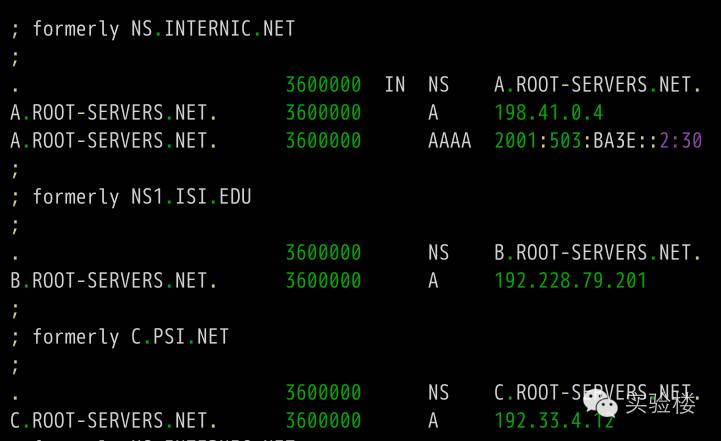 ; formerly NS.INTERNIC.NET
;
. 3600000 IN NS A.ROOT-SERVERS.NET.
A.ROOT-SERVERS.NET. 3600000 A 198.41.0.4
A.ROOT-SERVERS.NET. 3600000 AAAA 2001:503:BA3E::2:30
;
; formerly NS1.ISI.EDU
;
. 3600000 NS B.ROOT-SERVERS.NET.
B.ROOT-SERVERS.NET. 3600000 A 192.228.79.201
;
; formerly C.PSI.NET
;
. 3600000 NS C.ROOT-SERVERS.NET.
C.ROOT-SERVERS.NET. 3600000 A 192.33.4.12
实验楼